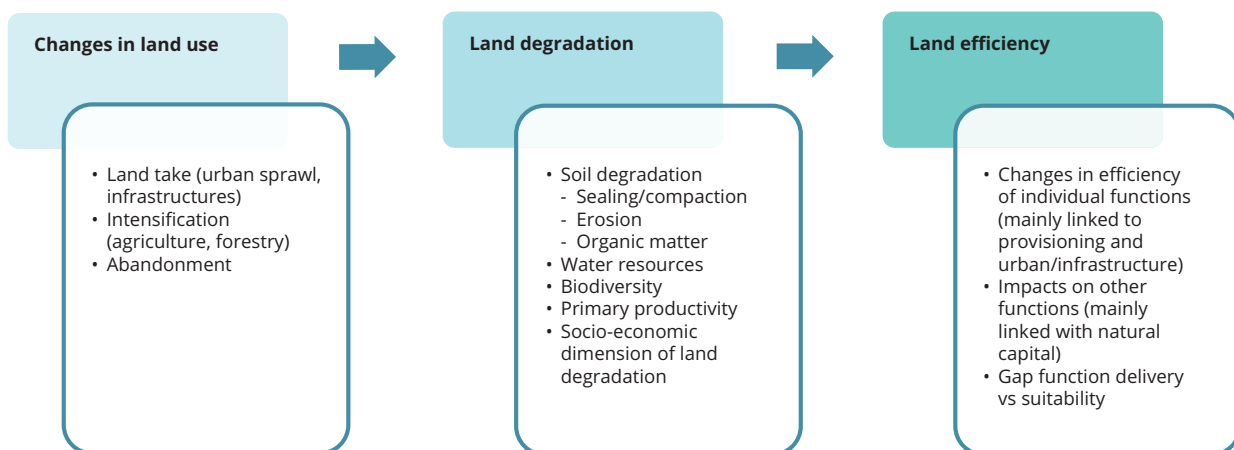 Changes in land use
• Land take (urban sprawl,
infrastructures)
• Intensification
(agriculture, forestry)
• Abandonment
Land degradation
• Soil degradation
- Sealing/compaction
- Erosion
- Organic matter
• Water resources
• Biodiversity
• Primary productivity
• Socio-economic
dimension of land
degradation
Land efficiency
• Changes in efficiency
of individual functions
(mainly linked to
provisioning and
urban/infrastructure)
• Impacts on other
functions (mainly
linked with natural
capital)
• Gap function delivery
vs suitability